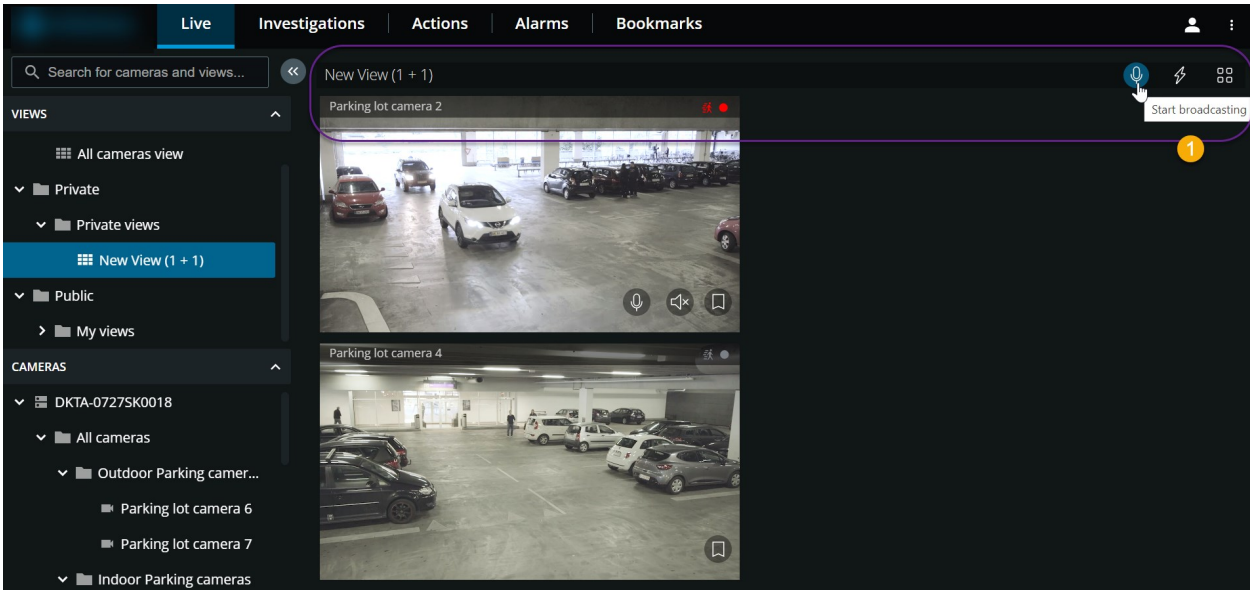 Live
Investigations
Actions
Alarms
Bookmarks
Search for cameras and views...
New View (1 + 1)
Start broadcasting
1
VIEWS
All cameras view
Private
Private views
New View (1 + 1)
Public
My views
CAMERAS
DKTA-0727SK0018
All cameras
Outdoor Parking camer...
Parking lot camera 6
Parking lot camera 7
Indoor Parking cameras
Parking lot camera 2
Parking lot camera 4